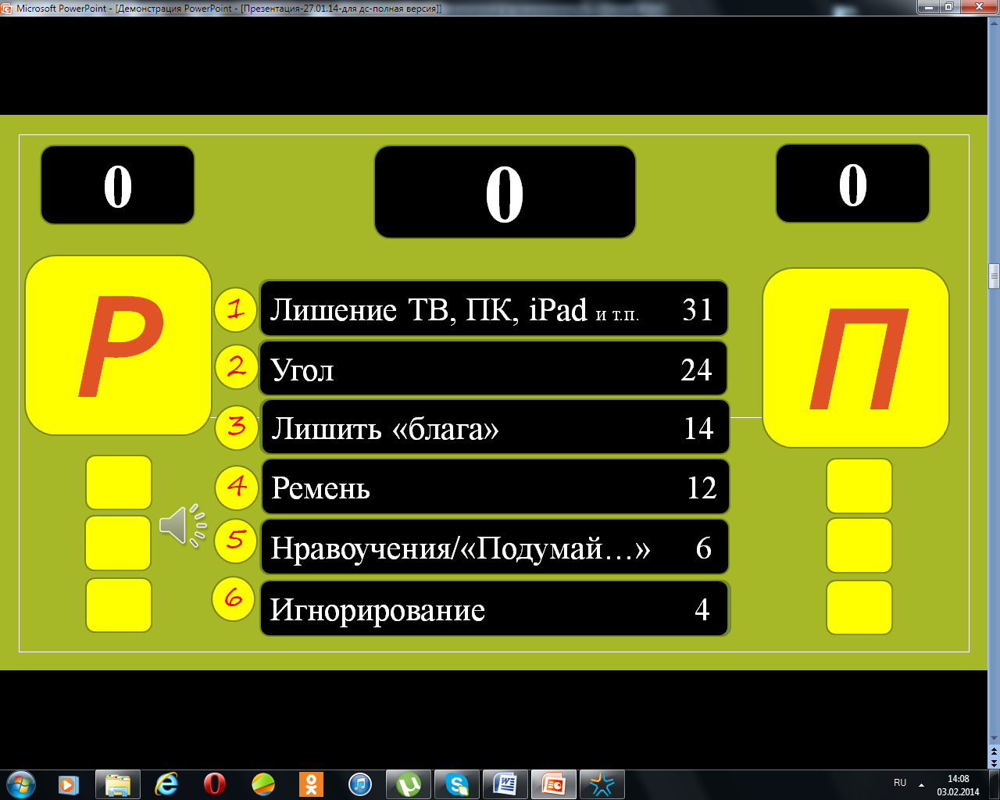 Microsoft PowerPoint - [Демонстрация PowerPoint - [Презентация-27.01.14-для дс-полная версия]]
0
0
0
Р
П
1 Лишение ТВ, ПК, iPad и т.п. 31
2 Угол 24
3 Лишить «блага» 14
4 Ремень 12
5 Нравоучения/«Подумай…» 6
6 Игнорирование 4
RU
14:08
03.02.2014